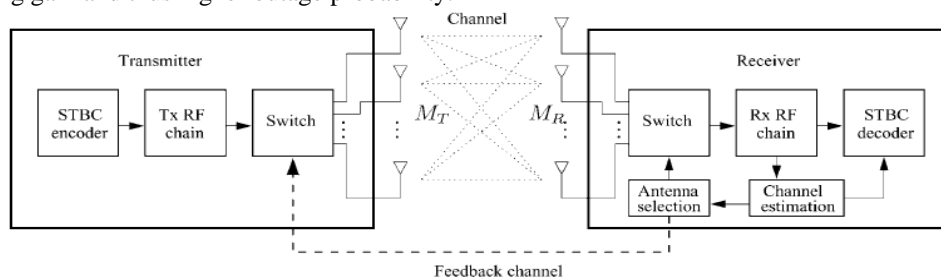 Channel
Transmitter
Receiver
STBC
encoder
Tx RF
chain
Switch
M_T
M_R
Switch
Rx RF
chain
STBC
decoder
Antenna
selection
Channel
estimation
Feedback channel